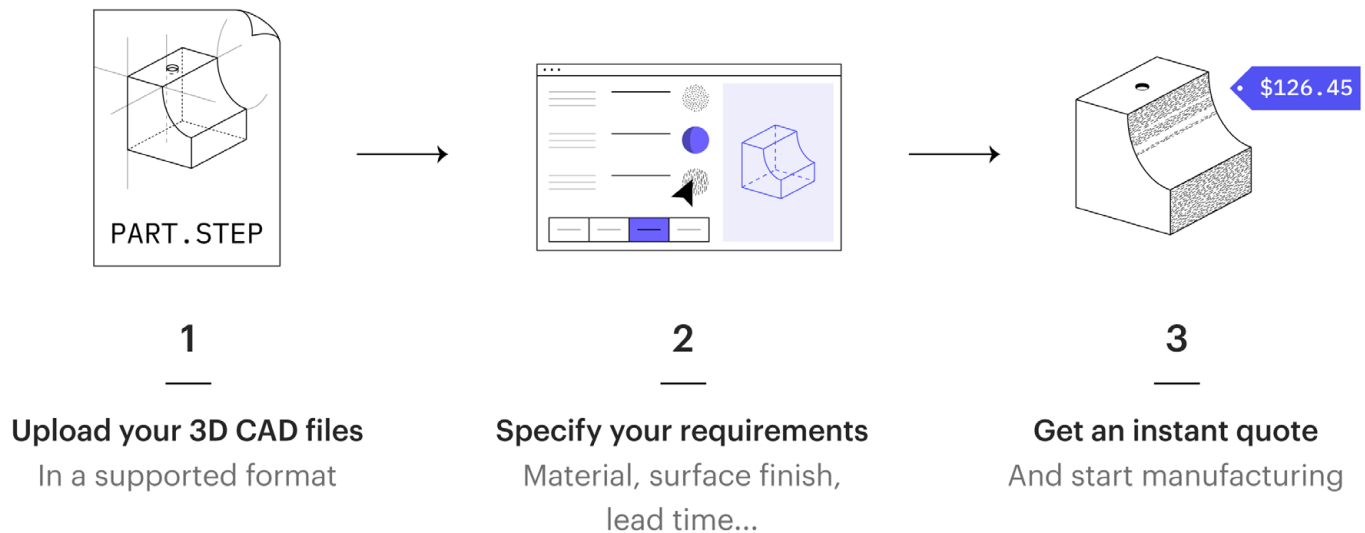 PART.STEP
$126.45
1
2
3
Upload your 3D CAD files
In a supported format
Specify your requirements
Material, surface finish,
lead time...
Get an instant quote
And start manufacturing